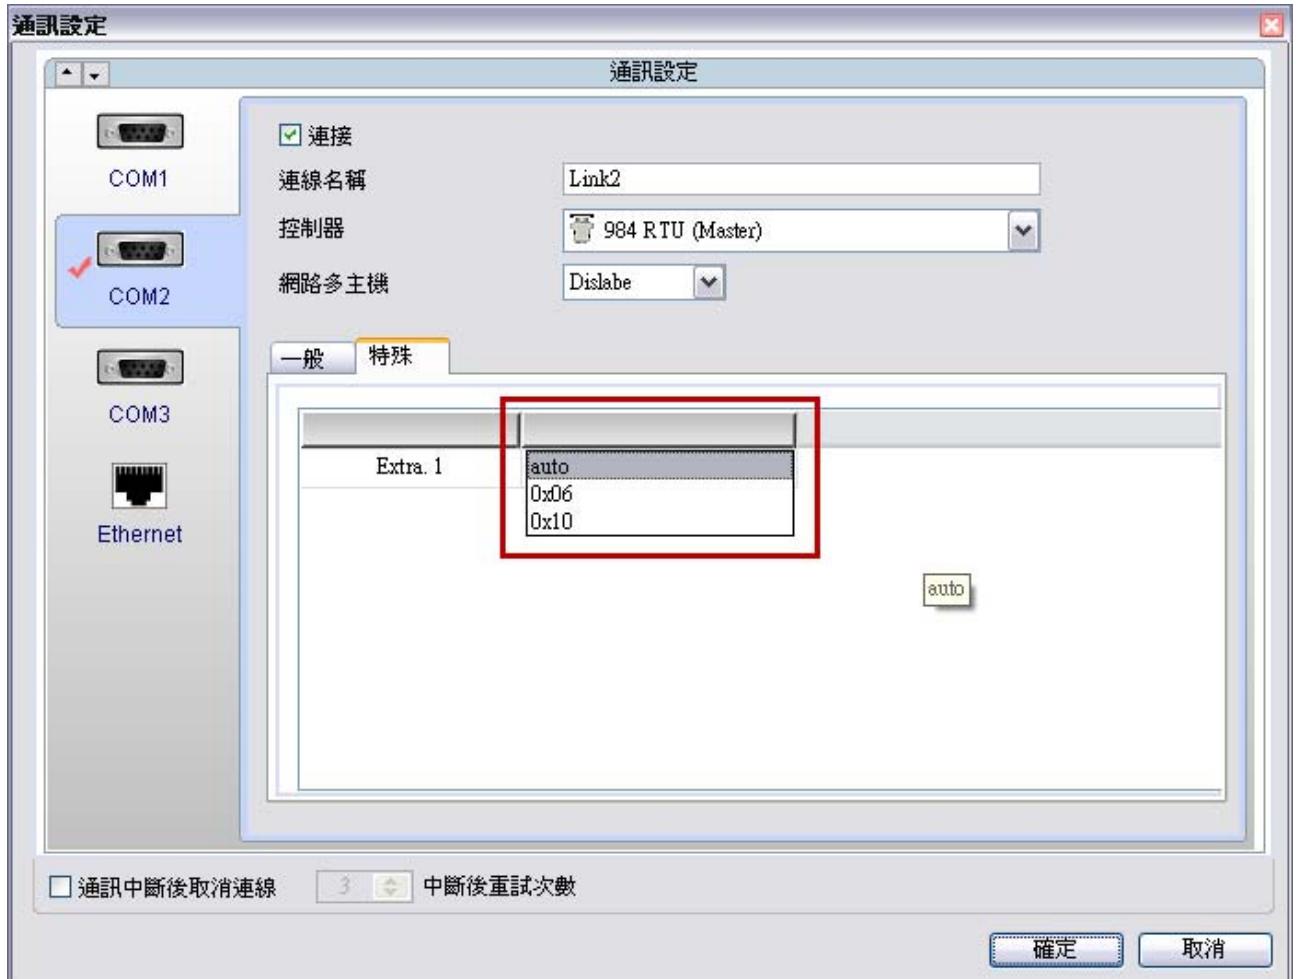 通訊設定
通訊設定
COM1
COM2
COM3
Ethernet
連接
連線名稱 Link2
控制器 984 RTU (Master)
網路多主機 Dislabe
一般 特殊
Extra. 1
auto
0x06
0x10
auto
通訊中斷後取消連線 3 中斷後重試次數
確定 取消